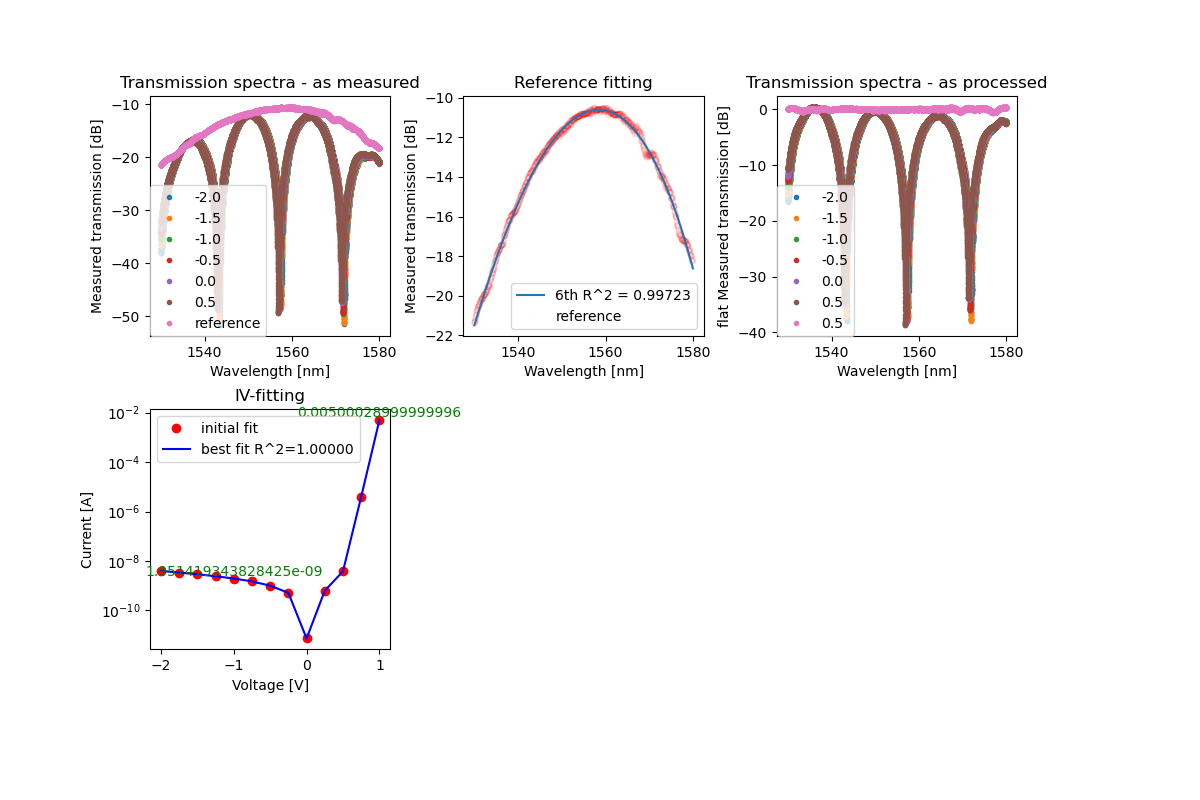 Transmission spectra - as measured
Measured transmission [dB]
−10
−20
−30
−40
−50
-2.0
-1.5
-1.0
-0.5
0.0
0.5
reference
1540
1560
1580
Wavelength [nm]
Reference fitting
Measured transmission [dB]
−10
−12
−14
−16
−18
−20
−22
6th R^2 = 0.99723
reference
1540
1560
1580
Wavelength [nm]
Transmission spectra - as processed
flat Measured transmission [dB]
0
−10
−20
−30
−40
-2.0
-1.5
-1.0
-0.5
0.0
0.5
0.5
1540
1560
1580
Wavelength [nm]
IV-fitting
Current [A]
10−2
10−4
10−6
10−8
10−10
0.00500028999999996
initial fit
best fit R^2=1.00000
−2
−1
0
1
Voltage [V]